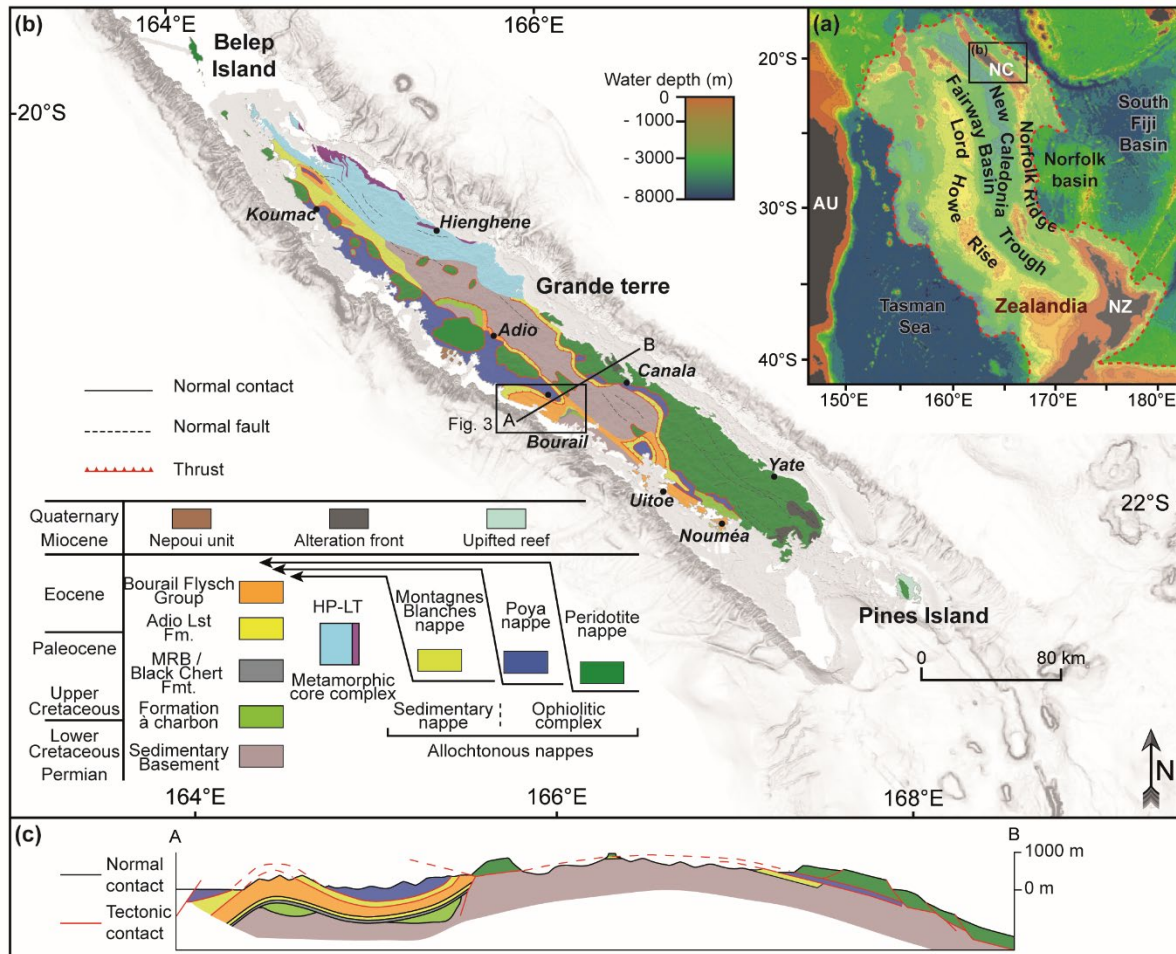 (b)
164°E
166°E
Belep
Island
20°S
Water depth (m)
0
- 1000
- 3000
- 8000
Koumac
Hienghene
Grande terre
Adio
B
Canala
A
Fig. 3
Bourail
Yate
Uitoe
Nouméa
22°S
Pines Island
0
80 km
N
Normal contact
Normal fault
Thrust
Quaternary
Miocene
Nepoui unit
Alteration front
Upifted reef
Eocene
Bourail Flysch
Group
Adio Lst
Fm.
Paleocene
MRB /
Black Chert
Fmt.
Upper
Cretaceous
Formation
à charbon
Lower
Cretaceous
Permian
Sedimentary
Basement
HP-LT
Metamorphic
core complex
Montagnes
Blanches
nappe
Poya
nappe
Peridotite
nappe
Sedimentary
nappe
Ophiolitic
complex
Allochtonous nappes
164°E
166°E
168°E
(a)
20°S
30°S
40°S
150°E
160°E
170°E
180°E
(b)
NC
AU
NZ
Fairway Basin
Lord Howe Rise
New Caledonia Trough
Norfolk Ridge
Norfolk
basin
South
Fiji
Basin
Tasman
Sea
Zealandia
(c)
A
B
Normal
contact
Tectonic
contact
1000 m
0 m